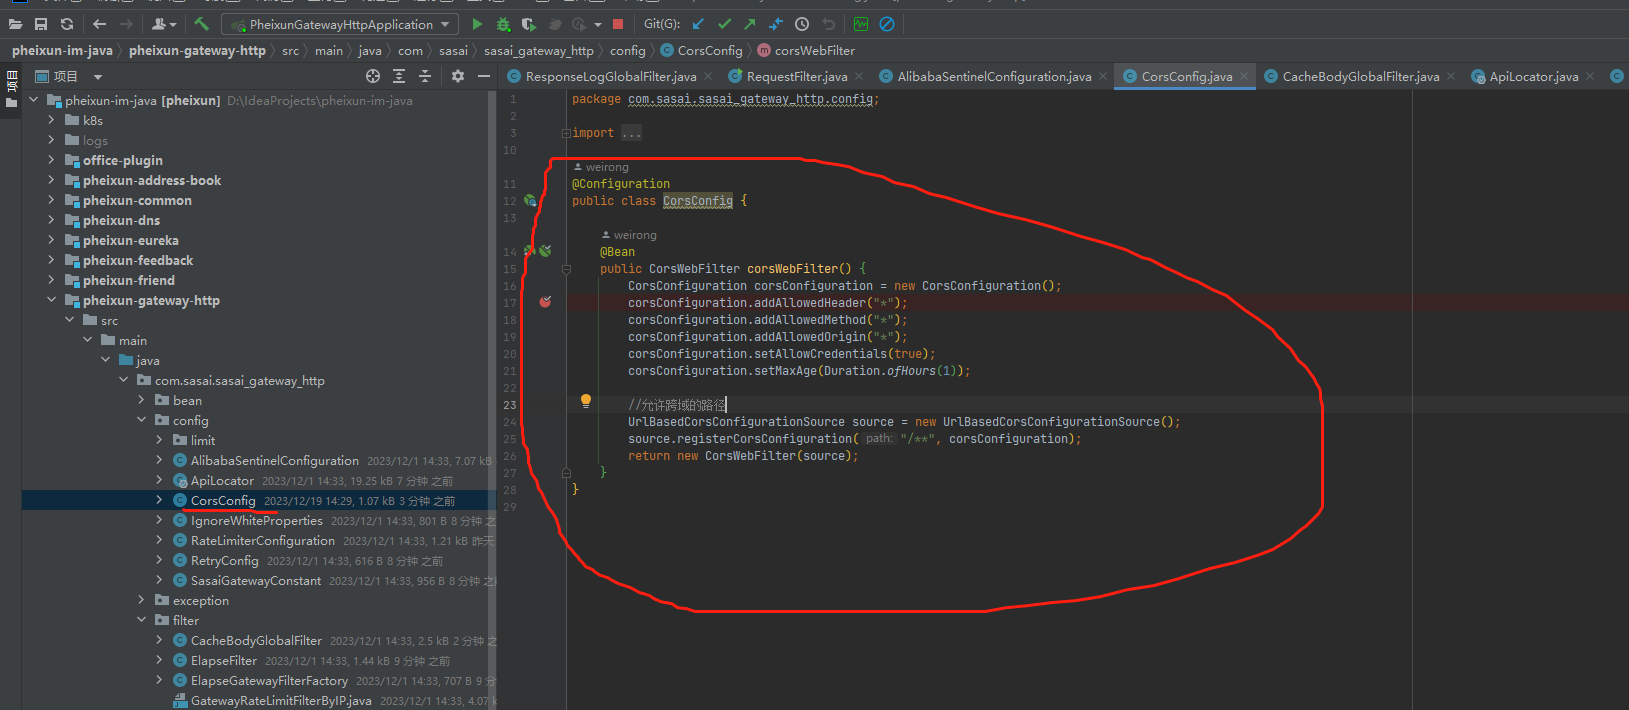 PheixunGatewayHttpApplication
Git(G):
pheixun-im-java
pheixun-gateway-http
src
main
java
com
sasai
sasai_gateway_http
config
CorsConfig
corsWebFilter
项目
项目
ResponseLogGlobalFilter.java
RequestFilter.java
AlibabaSentinelConfiguration.java
CorsConfig.java
CacheBodyGlobalFilter.java
ApiLocator.java
pheixun-im-java [pheixun] D:\IdeaProjects\pheixun-im-java
k8s
logs
office-plugin
pheixun-address-book
pheixun-common
pheixun-dns
pheixun-eureka
pheixun-feedback
pheixun-friend
pheixun-gateway-http
src
main
java
com.sasai.sasai_gateway_http
bean
config
limit
AlibabaSentinelConfiguration 2023/12/1 14:33, 7.07 kB
ApiLocator 2023/12/1 14:33, 19.25 kB 7 分钟 之前
CorsConfig 2023/12/19 14:29, 1.07 kB 3 分钟 之前
IgnoreWhiteProperties 2023/12/1 14:33, 801 B 8 分钟 之
RateLimiterConfiguration 2023/12/1 14:33, 1.21 kB 昨天
RetryConfig 2023/12/1 14:33, 616 B 8 分钟 之前
SasaiGatewayConstant 2023/12/1 14:33, 956 B 8 分钟 之
exception
filter
CacheBodyGlobalFilter 2023/12/1 14:33, 2.5 kB 2 分钟 之
ElapseFilter 2023/12/1 14:33, 1.44 kB 9 分钟 之前
ElapseGatewayFilterFactory 2023/12/1 14:33, 707 B 9 分
GatewayRateLimitFilterByIP.java 2023/12/1 14:33, 4.07 k
1 package com.sasai.sasai_gateway_http.config;
2
3 import ...
10
weirong
11 @Configuration
12 public class CorsConfig {
13
weirong
14 @Bean
15 public CorsWebFilter corsWebFilter() {
16 CorsConfiguration corsConfiguration = new CorsConfiguration();
17 corsConfiguration.addAllowedHeader("*");
18 corsConfiguration.addAllowedMethod("*");
19 corsConfiguration.addAllowedOrigin("*");
20 corsConfiguration.setAllowCredentials(true);
21 corsConfiguration.setMaxAge(Duration.ofHours(1));
22
23 //允许跨域的路径
24 UrlBasedCorsConfigurationSource source = new UrlBasedCorsConfigurationSource();
25 source.registerCorsConfiguration( path: "/**", corsConfiguration);
26 return new CorsWebFilter(source);
27 }
28 }
29